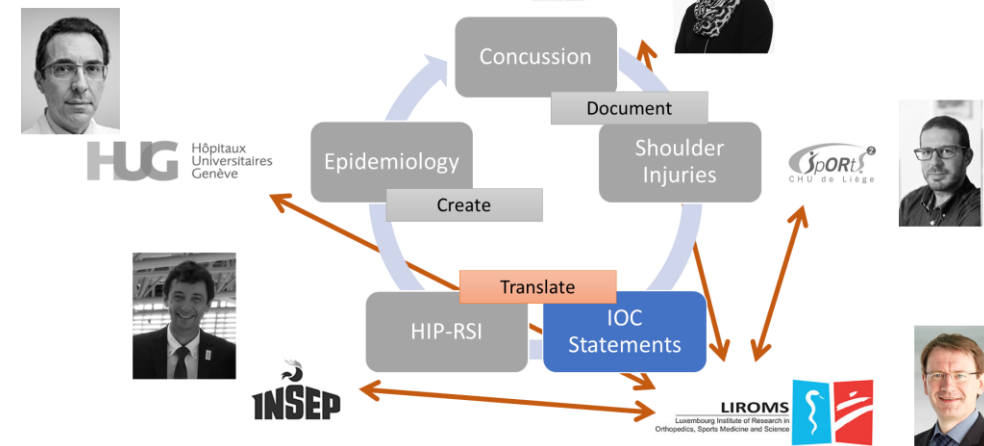 Concussion
Document
Shoulder
Injuries
HUG
Hôpitaux
Universitaires
Genève
Epidemiology
SPORTS²
CHU de Liège
Create
Translate
HIP-RSI
IOC
Statements
INSEP
LIROMS
Luxembourg Institute of Research in
Orthopedics, Sports Medicine and Science